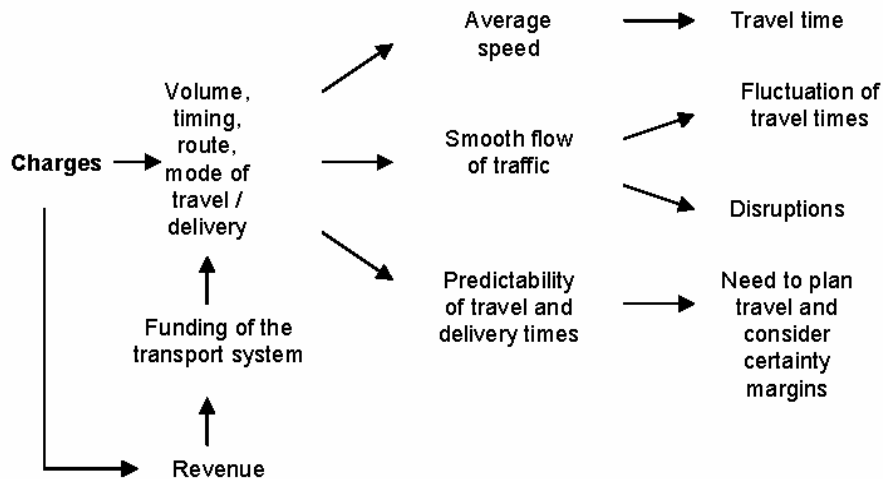 Charges
Volume,
timing,
route,
mode of
travel /
delivery
Funding of the
transport system
Revenue
Average
speed
Smooth flow
of traffic
Predictability
of travel and
delivery times
Travel time
Fluctuation of
travel times
Disruptions
Need to plan
travel and
consider
certainty
margins